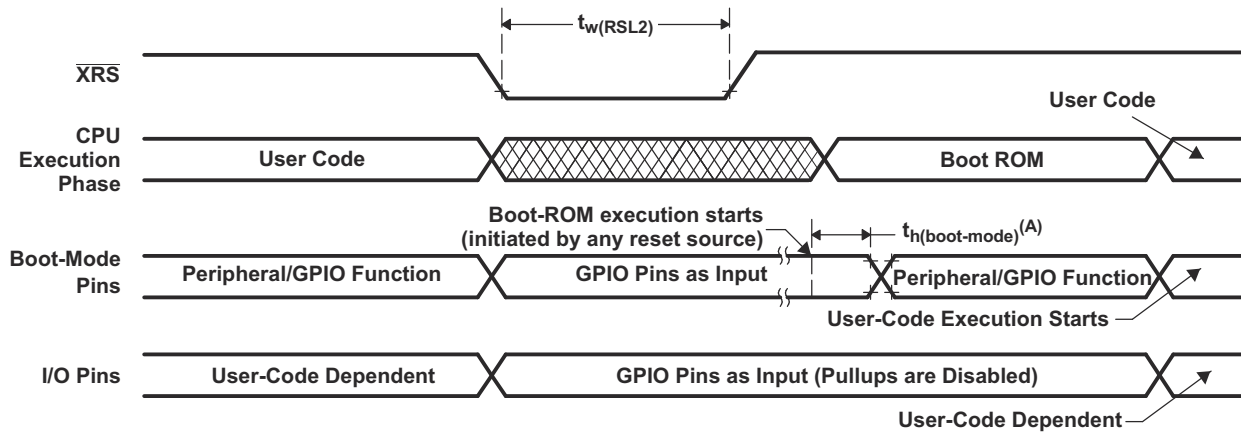 tw(RSL2)
XRS
User Code
CPU
Execution
Phase
User Code
Boot ROM
Boot-ROM execution starts
(initiated by any reset source)
th(boot-mode)(A)
Boot-Mode
Pins
Peripheral/GPIO Function
GPIO Pins as Input
Peripheral/GPIO Function
User-Code Execution Starts
I/O Pins
User-Code Dependent
GPIO Pins as Input (Pullups are Disabled)
User-Code Dependent